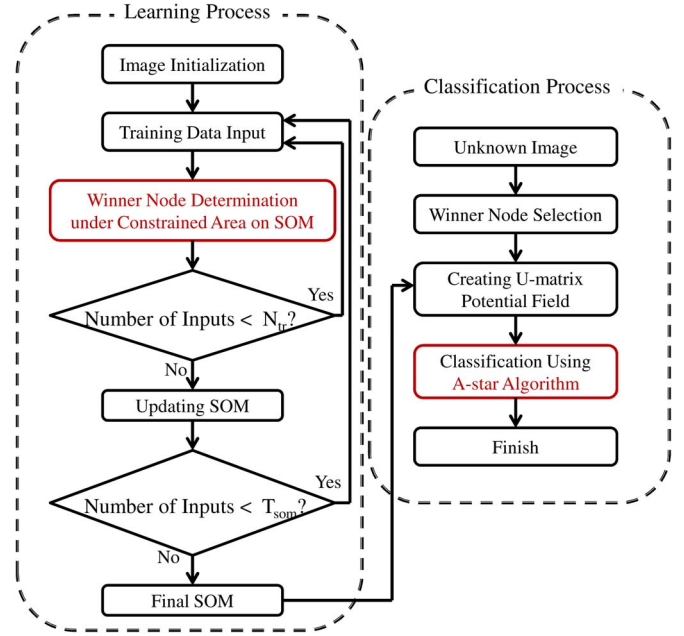 Learning Process
Image Initialization
Training Data Input
Winner Node Determination
under Constrained Area on SOM
Number of Inputs < N_tr?
Yes
No
Updating SOM
Number of Inputs < T_som?
Yes
No
Final SOM
Classification Process
Unknown Image
Winner Node Selection
Creating U-matrix
Potential Field
Classification Using
A-star Algorithm
Finish